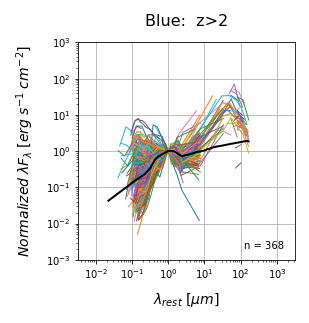 Blue: z>2
Normalized λF_λ [erg s⁻¹ cm⁻²]
10³
10²
10¹
10⁰
10⁻¹
10⁻²
10⁻³
n = 368
10⁻² 10⁻¹ 10⁰ 10¹ 10² 10³
λ_rest [μm]